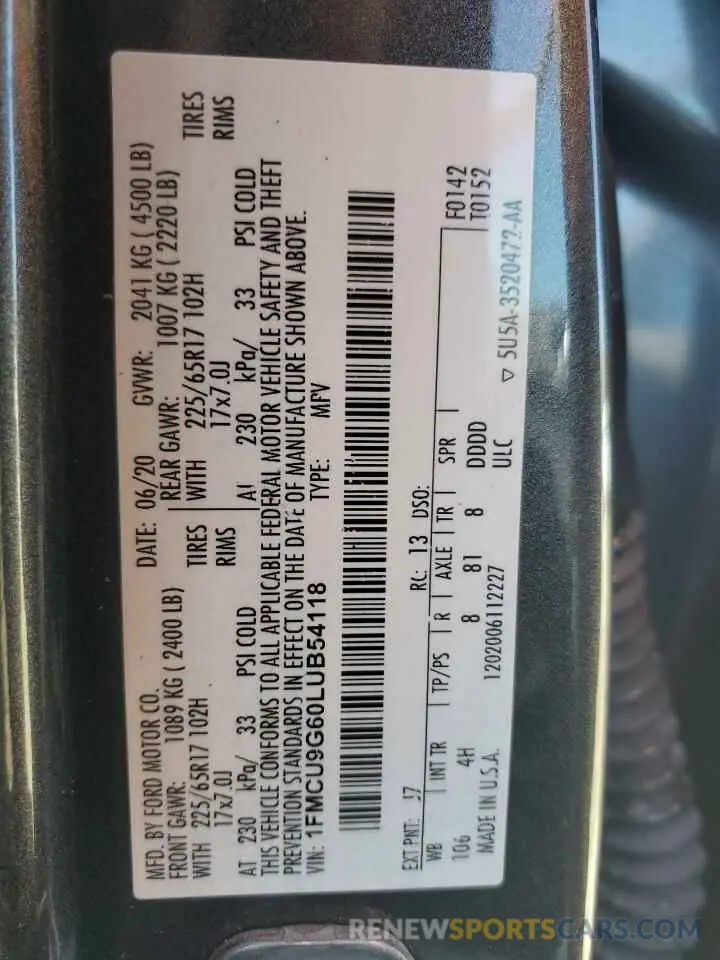 MFD. BY FORD MOTOR CO.
DATE: 06/20 GVWR: 2041 KG ( 4500 LB)
FRONT GAWR: 1089 KG ( 2400 LB)
REAR GAWR: 1007 KG ( 2220 LB)
WITH 225/65R17 102H TIRES
WITH 225/65R17 102H TIRES
17x7.0J RIMS
17x7.0J RIMS
AT 230 kPa/ 33 PSI COLD
AT 230 kPa/ 33 PSI COLD
THIS VEHICLE CONFORMS TO ALL APPLICABLE FEDERAL MOTOR VEHICLE SAFETY AND THEFT
PREVENTION STANDARDS IN EFFECT ON THE DATE OF MANUFACTURE SHOWN ABOVE.
VIN: 1FMCU9G60LUB54118 TYPE: MPV
EXT PNT: J7 RC: 13 DSO:
WB INT TR TP/PS R AXLE TR SPR
106 4H 8 81 8 DDDD
F0142
T0152
MADE IN U.S.A. 1202006112227 ULC
▽ 5U5A-3520472-AA
RENEWSPORTSCARS.COM